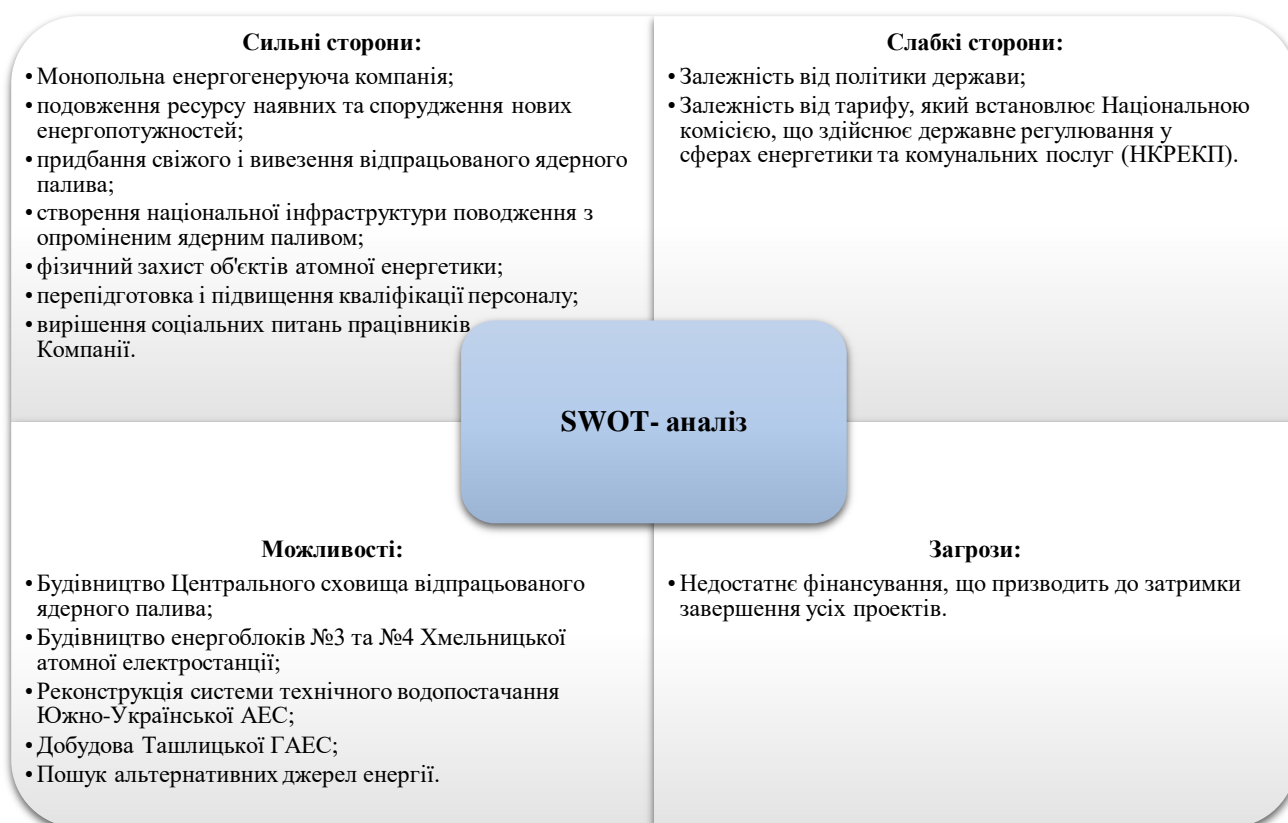 Сильні сторони:
• Монопольна енергогенеруюча компанія;
• подовження ресурсу наявних та спорудження нових
енергопотужностей;
• придбання свіжого і вивезення відпрацьованого ядерного
палива;
• створення національної інфраструктури поводження з
опроміненим ядерним паливом;
• фізичний захист об'єктів атомної енергетики;
• перепідготовка і підвищення кваліфікації персоналу;
• вирішення соціальних питань працівників
Компанії.
Слабкі сторони:
• Залежність від політики держави;
• Залежність від тарифу, який встановлює Національною
комісією, що здійснює державне регулювання у
сферах енергетики та комунальних послуг (НКРЕКП).
SWOT- аналіз
Можливості:
• Будівництво Центрального сховища відпрацьованого
ядерного палива;
• Будівництво енергоблоків №3 та №4 Хмельницької
атомної електростанції;
• Реконструкція системи технічного водопостачання
Южно-Української АЕС;
• Добудова Ташлицької ГАЕС;
• Пошук альтернативних джерел енергії.
Загрози:
• Недостатнє фінансування, що призводить до затримки
завершення усіх проектів.